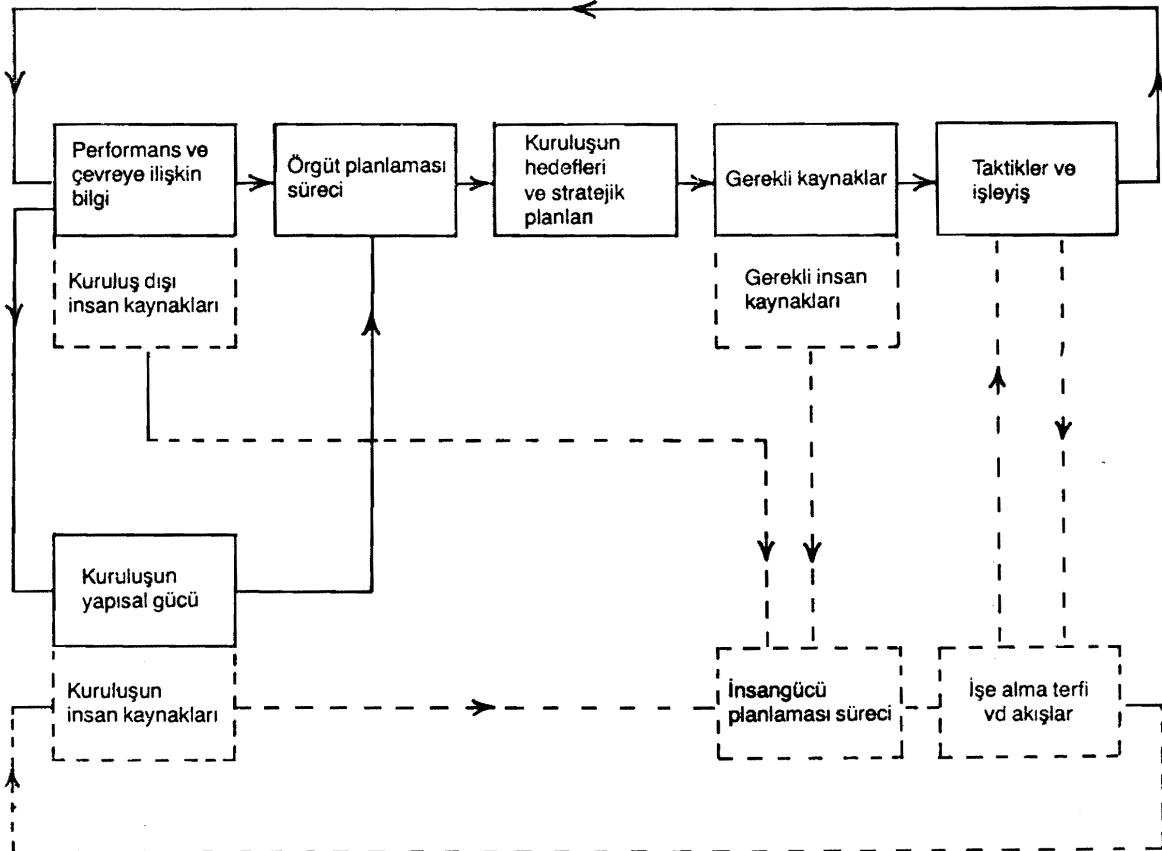 Performans ve
çevreye ilişkin
bilgi
Örgüt planlaması
süreci
Kuruluşun
hedefleri
ve stratejik
planları
Gerekli kaynaklar
Taktikler ve
işleyiş
Kuruluş dışı
insan kaynakları
Gerekli insan
kaynakları
Kuruluşun
yapısal gücü
Kuruluşun
insan kaynakları
İnsangücü
planlaması süreci
İşe alma terfi
vd akışlar